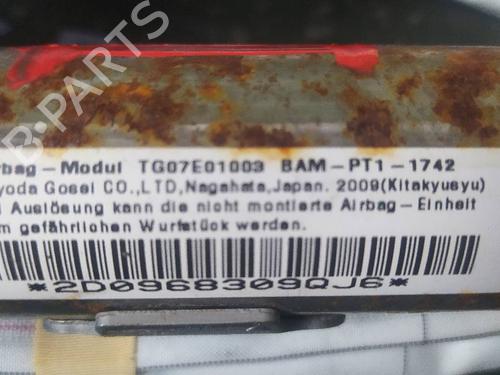 B-PARTS
rbag-Modul TG07E01003 BAM-PT1-1742
yoda Gosei CO.,LTD,Nagahata,Japan. 2009(Kitakyusyu)
Auslösung kann die nicht montierte Airbag-Einheit
m gefährlichen Wurfstück werden.
*2D0968309QJ6*